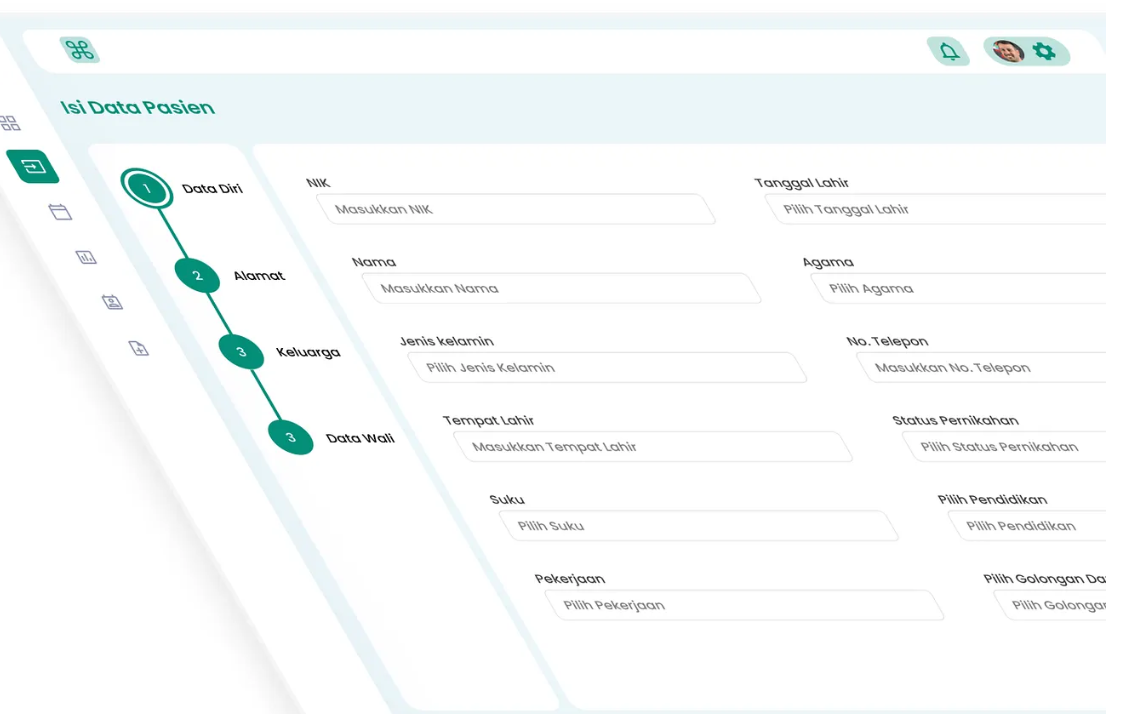 Isi Data Pasien
1 Data Diri
2 Alamat
3 Keluarga
3 Data Wali
NIK
Masukkan NIK
Tanggal Lahir
Pilih Tanggal Lahir
Nama
Masukkan Nama
Agama
Pilih Agama
Jenis kelamin
Pilih Jenis Kelamin
No. Telepon
Masukkan No. Telepon
Tempat Lahir
Masukkan Tempat Lahir
Status Pernikahan
Pilih Status Pernikahan
Suku
Pilih Suku
Pilih Pendidikan
Pilih Pendidikan
Pekerjaan
Pilih Pekerjaan
Pilih Golongan Da
Pilih Golongan